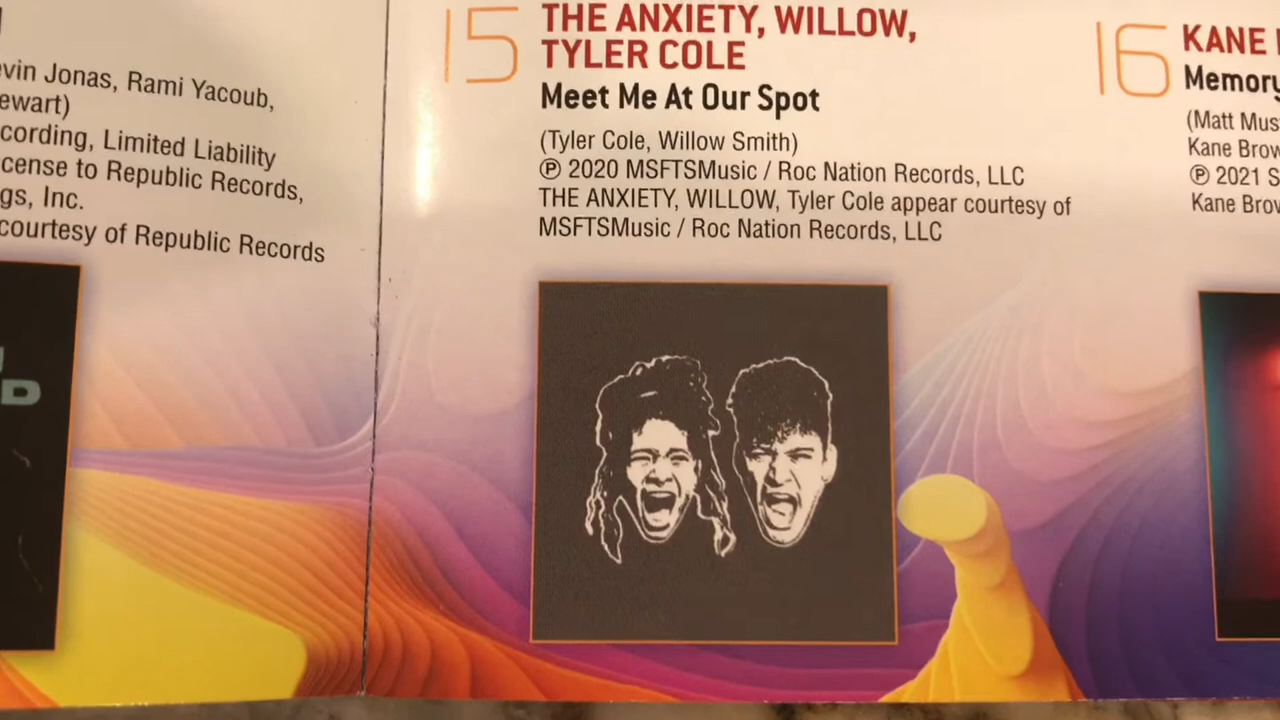 evin Jonas, Rami Yacoub,
ewart)
cording, Limited Liability
cense to Republic Records,
gs, Inc.
courtesy of Republic Records
D
15
THE ANXIETY, WILLOW,
TYLER COLE
Meet Me At Our Spot
(Tyler Cole, Willow Smith)
℗ 2020 MSFTSMusic / Roc Nation Records, LLC
THE ANXIETY, WILLOW, Tyler Cole appear courtesy of
MSFTSMusic / Roc Nation Records, LLC
16
KANE
Memory
(Matt Mus
Kane Brow
℗ 2021 S
Kane Brow